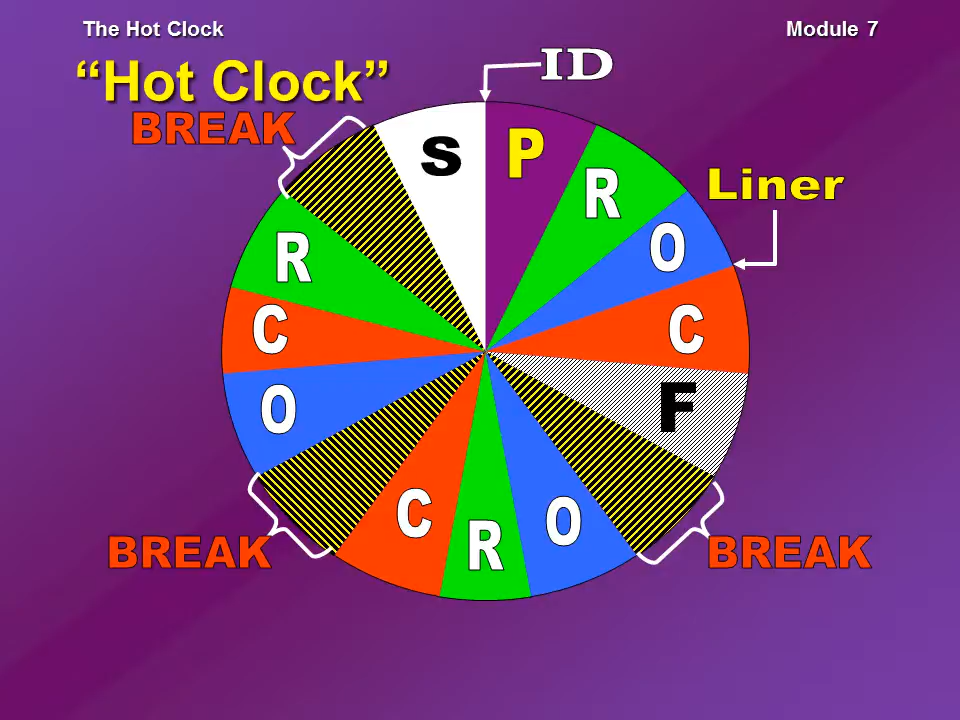 The Hot Clock
Module 7
“Hot Clock”
ID
BREAK
S
P
R
Liner
O
R
C
C
O
F
C
R
O
BREAK
BREAK